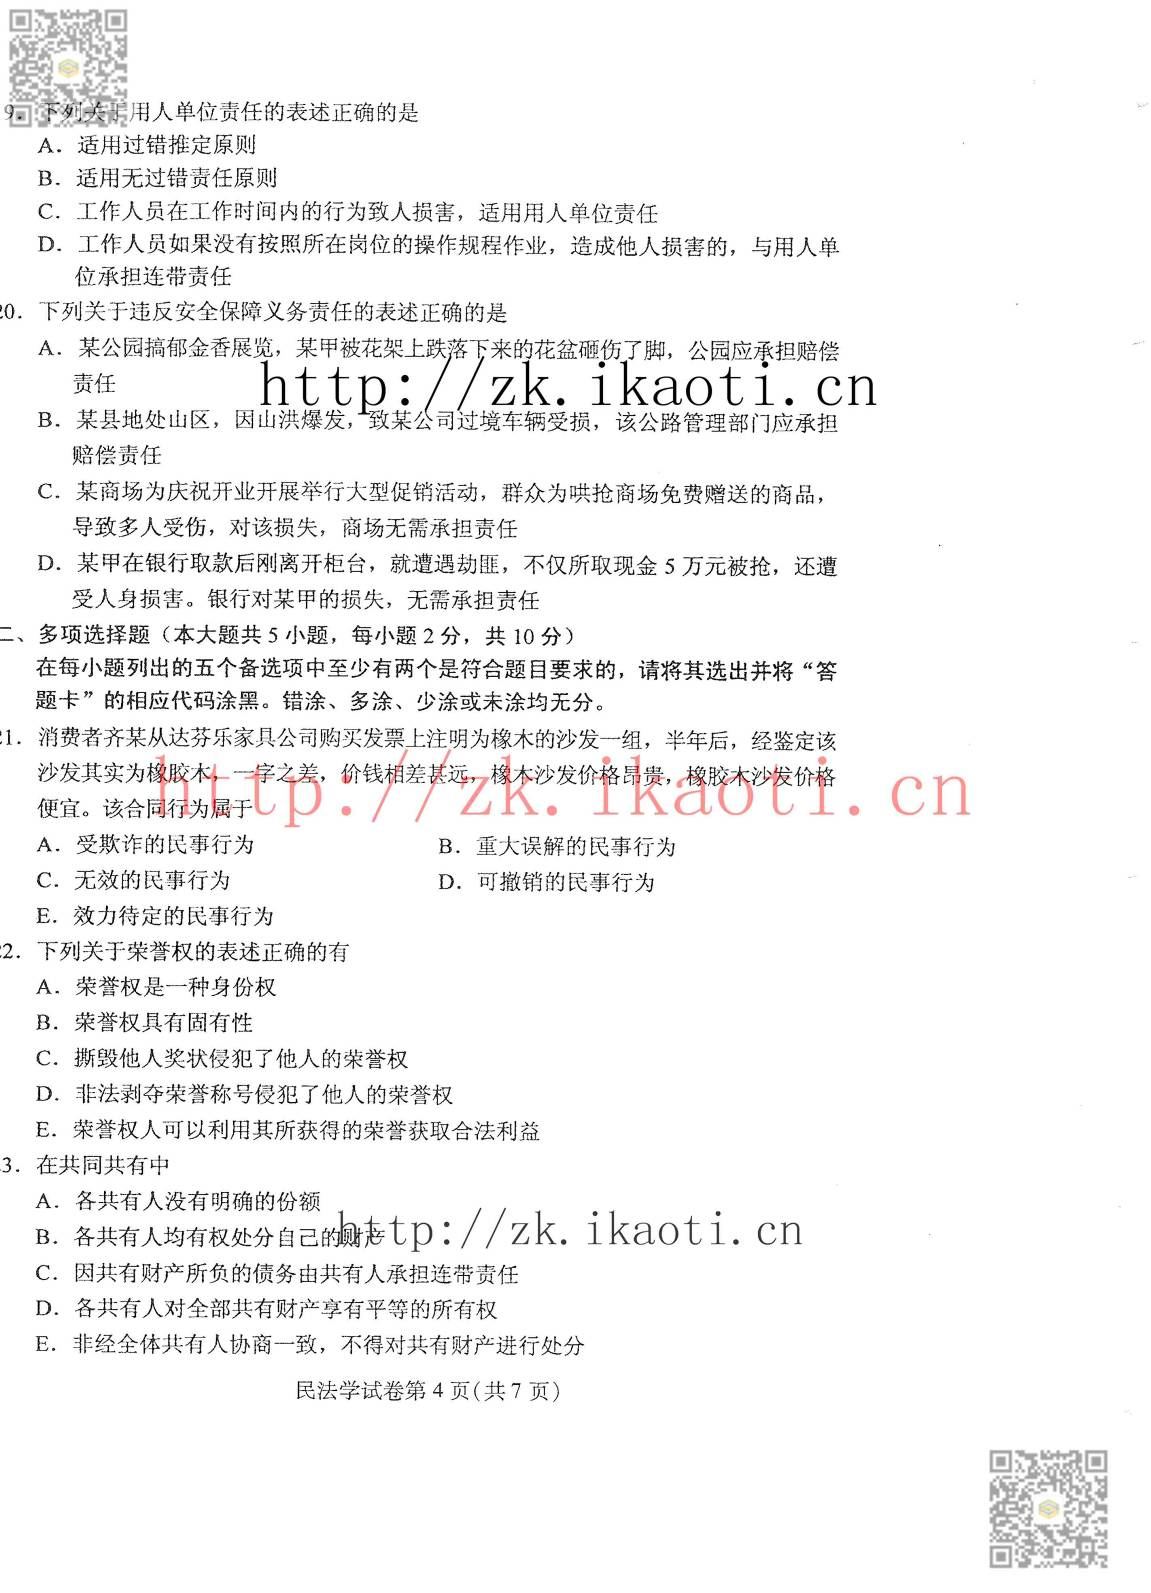 9．下列关于用人单位责任的表述正确的是
A．适用过错推定原则
B．适用无过错责任原则
C．工作人员在工作时间内的行为致人损害，适用用人单位责任
D．工作人员如果没有按照所在岗位的操作规程作业，造成他人损害的，与用人单
位承担连带责任
20．下列关于违反安全保障义务责任的表述正确的是
A．某公园搞郁金香展览，某甲被花架上跌落下来的花盆砸伤了脚，公园应承担赔偿
责任
http://zk.ikaoti.cn
B．某县地处山区，因山洪爆发，致某公司过境车辆受损，该公路管理部门应承担
赔偿责任
C．某商场为庆祝开业开展举行大型促销活动，群众为哄抢商场免费赠送的商品，
导致多人受伤，对该损失，商场无需承担责任
D．某甲在银行取款后刚离开柜台，就遭遇劫匪，不仅所取现金 5 万元被抢，还遭
受人身损害。银行对某甲的损失，无需承担责任
二、多项选择题（本大题共 5 小题，每小题 2 分，共 10 分）
在每小题列出的五个备选项中至少有两个是符合题目要求的，请将其选出并将“答
题卡”的相应代码涂黑。错涂、多涂、少涂或未涂均无分。
21．消费者齐某从达芬乐家具公司购买发票上注明为橡木的沙发一组，半年后，经鉴定该
沙发其实为橡胶木，一字之差，价钱相差甚远，橡木沙发价格昂贵，橡胶木沙发价格
http://zk.ikaoti.cn
便宜。该合同行为属于
A．受欺诈的民事行为 B．重大误解的民事行为
C．无效的民事行为 D．可撤销的民事行为
E．效力待定的民事行为
22．下列关于荣誉权的表述正确的有
A．荣誉权是一种身份权
B．荣誉权具有固有性
C．撕毁他人奖状侵犯了他人的荣誉权
D．非法剥夺荣誉称号侵犯了他人的荣誉权
E．荣誉权人可以利用其所获得的荣誉获取合法利益
3．在共同共有中
A．各共有人没有明确的份额
B．各共有人均有权处分自己的财产
http://zk.ikaoti.cn
C．因共有财产所负的债务由共有人承担连带责任
D．各共有人对全部共有财产享有平等的所有权
E．非经全体共有人协商一致，不得对共有财产进行处分
民法学试卷第 4 页(共 7 页)